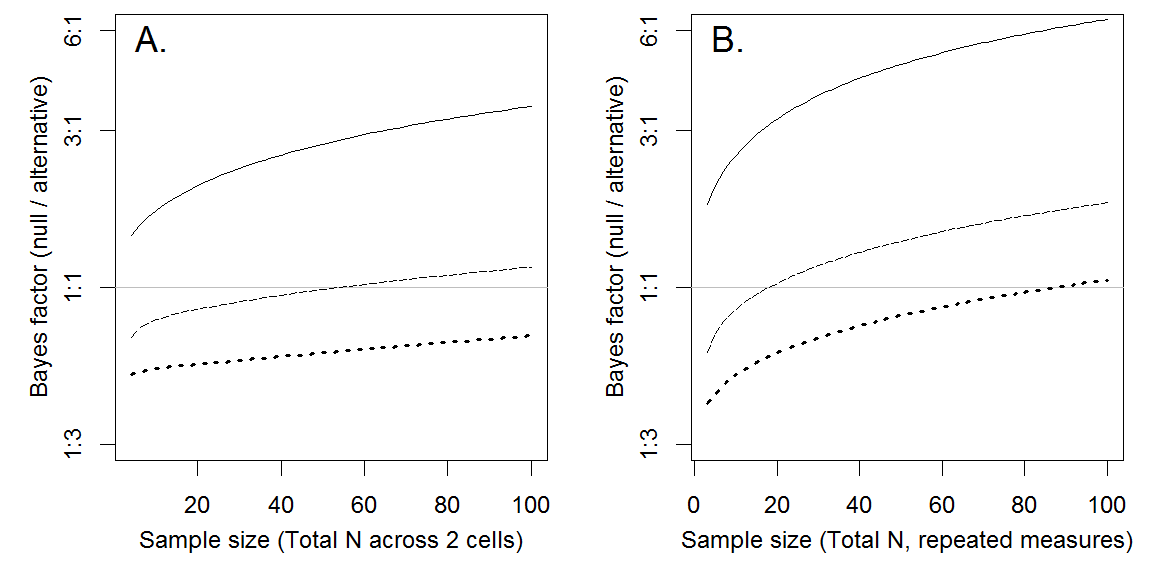 A.
Bayes factor (null / alternative)
6:1
3:1
1:1
1:3
20 40 60 80 100
Sample size (Total N across 2 cells)
B.
Bayes factor (null / alternative)
6:1
3:1
1:1
1:3
0 20 40 60 80 100
Sample size (Total N, repeated measures)